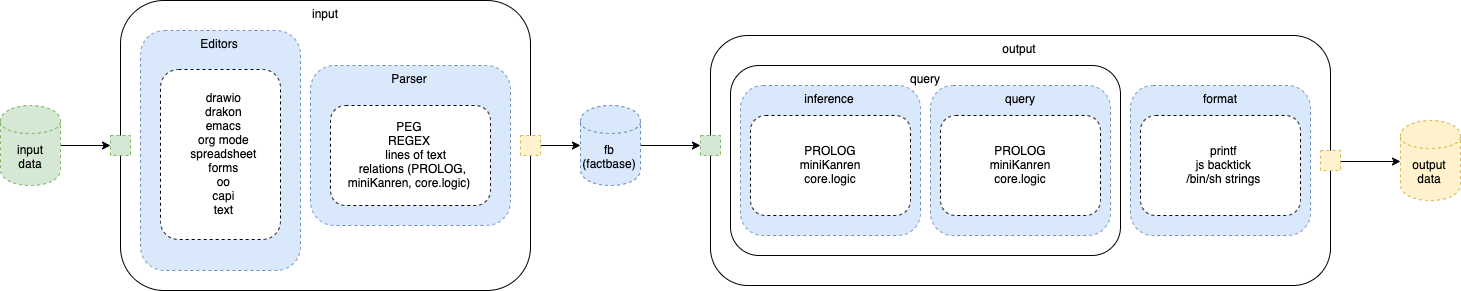 input
data
input
Editors
drawio
drakon
emacs
org mode
spreadsheet
forms
oo
capi
text
Parser
PEG
REGEX
lines of text
relations (PROLOG,
miniKanren, core.logic)
fb
(factbase)
output
query
inference
PROLOG
miniKanren
core.logic
query
PROLOG
miniKanren
core.logic
format
printf
js backtick
/bin/sh strings
output
data